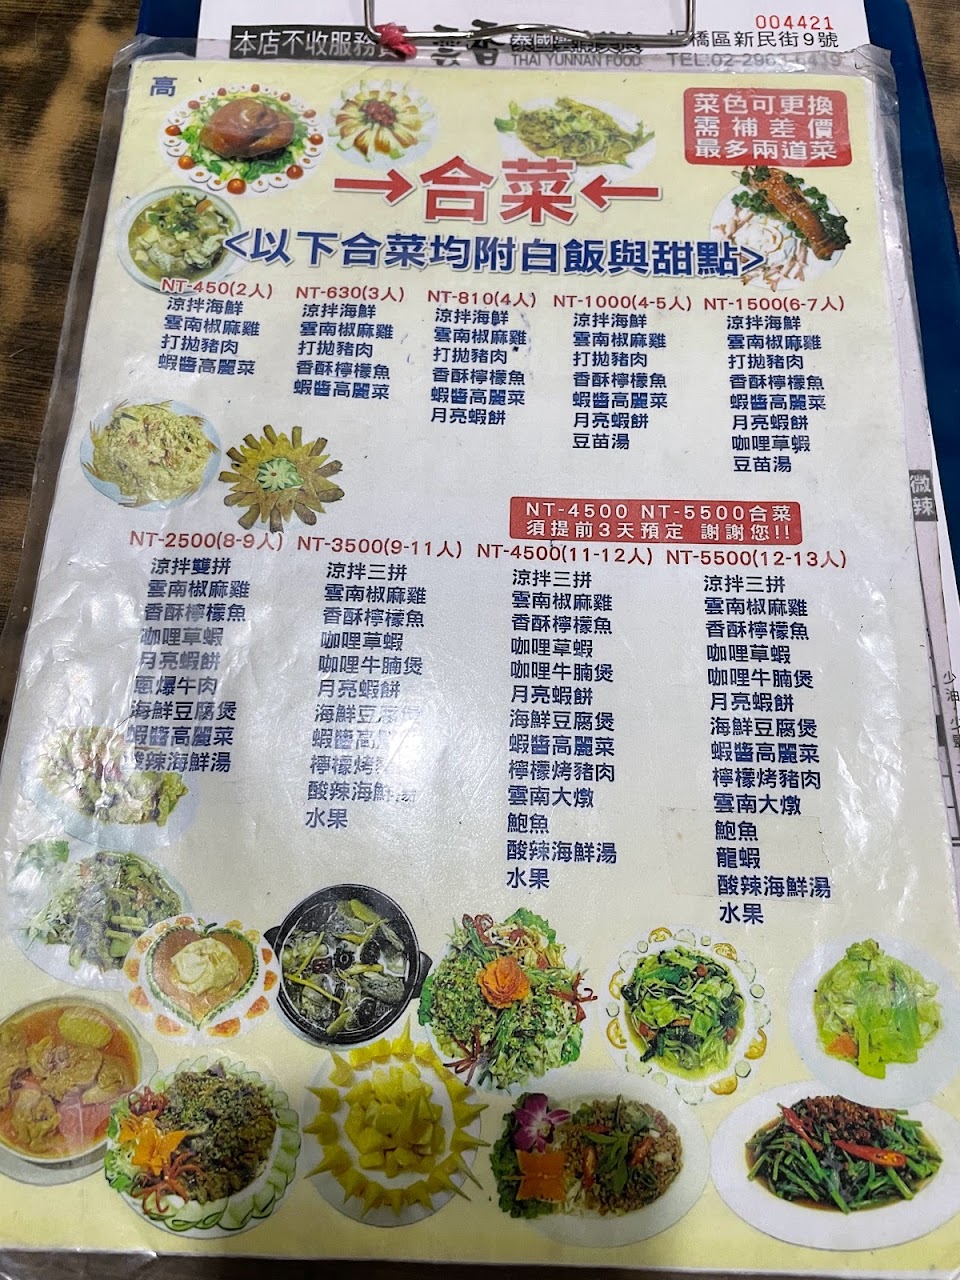 004421
本店不收服務費 雲香 泰國雲南美食 板橋區新民街9號
THAI YUNNAN FOOD TEL:02-2963-6419
高
菜色可更換
需補差價
最多兩道菜
→合菜←
<以下合菜均附白飯與甜點>
NT-450(2人)
涼拌海鮮
雲南椒麻雞
打拋豬肉
蝦醬高麗菜
NT-630(3人)
涼拌海鮮
雲南椒麻雞
打拋豬肉
香酥檸檬魚
蝦醬高麗菜
NT-810(4人)
涼拌海鮮
雲南椒麻雞
打拋豬肉
香酥檸檬魚
蝦醬高麗菜
月亮蝦餅
NT-1000(4-5人)
涼拌海鮮
雲南椒麻雞
打拋豬肉
香酥檸檬魚
蝦醬高麗菜
月亮蝦餅
豆苗湯
NT-1500(6-7人)
涼拌海鮮
雲南椒麻雞
打拋豬肉
香酥檸檬魚
蝦醬高麗菜
月亮蝦餅
咖哩草蝦
豆苗湯
NT-4500 NT-5500合菜
須提前3天預定 謝謝您!!
NT-2500(8-9人)
涼拌雙拼
雲南椒麻雞
香酥檸檬魚
咖哩草蝦
月亮蝦餅
蔥爆牛肉
海鮮豆腐煲
蝦醬高麗菜
酸辣海鮮湯
NT-3500(9-11人)
涼拌三拼
雲南椒麻雞
香酥檸檬魚
咖哩草蝦
咖哩牛腩煲
月亮蝦餅
海鮮豆腐煲
蝦醬高麗菜
檸檬烤豬肉
酸辣海鮮湯
水果
NT-4500(11-12人)
涼拌三拼
雲南椒麻雞
香酥檸檬魚
咖哩草蝦
咖哩牛腩煲
月亮蝦餅
海鮮豆腐煲
蝦醬高麗菜
檸檬烤豬肉
雲南大燉
鮑魚
酸辣海鮮湯
水果
NT-5500(12-13人)
涼拌三拼
雲南椒麻雞
香酥檸檬魚
咖哩草蝦
咖哩牛腩煲
月亮蝦餅
海鮮豆腐煲
蝦醬高麗菜
檸檬烤豬肉
雲南大燉
鮑魚
龍蝦
酸辣海鮮湯
水果
微辣
少油